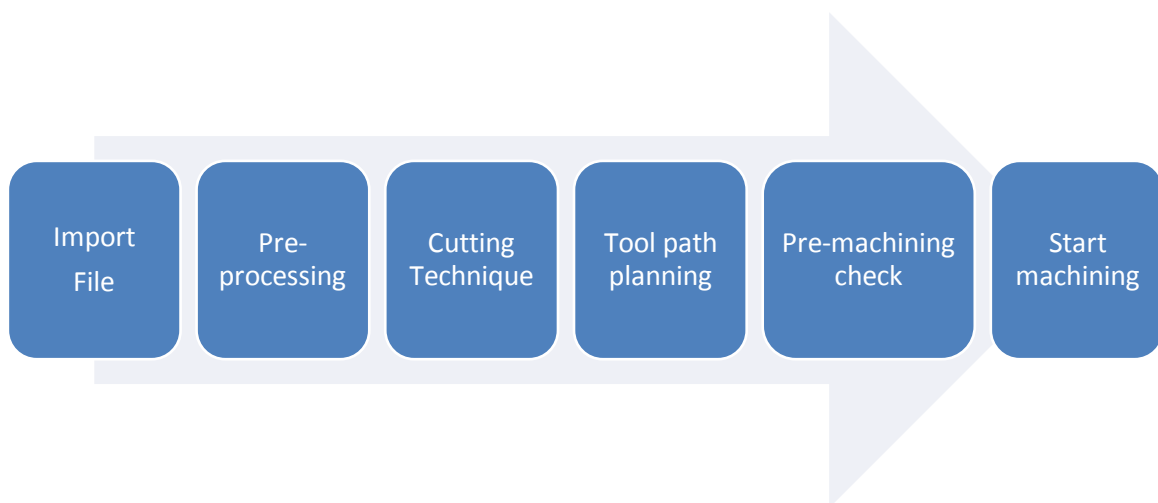 Import
File
Pre-
processing
Cutting
Technique
Tool path
planning
Pre-machining
check
Start
machining